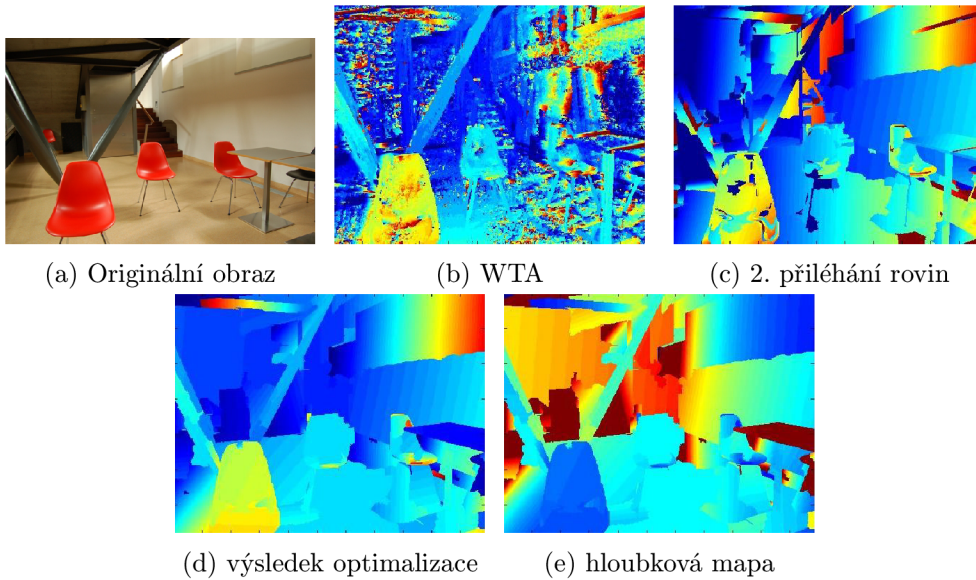 (a) Originální obraz
(b) WTA
(c) 2. přiléhání rovin
(d) výsledek optimalizace
(e) hloubková mapa